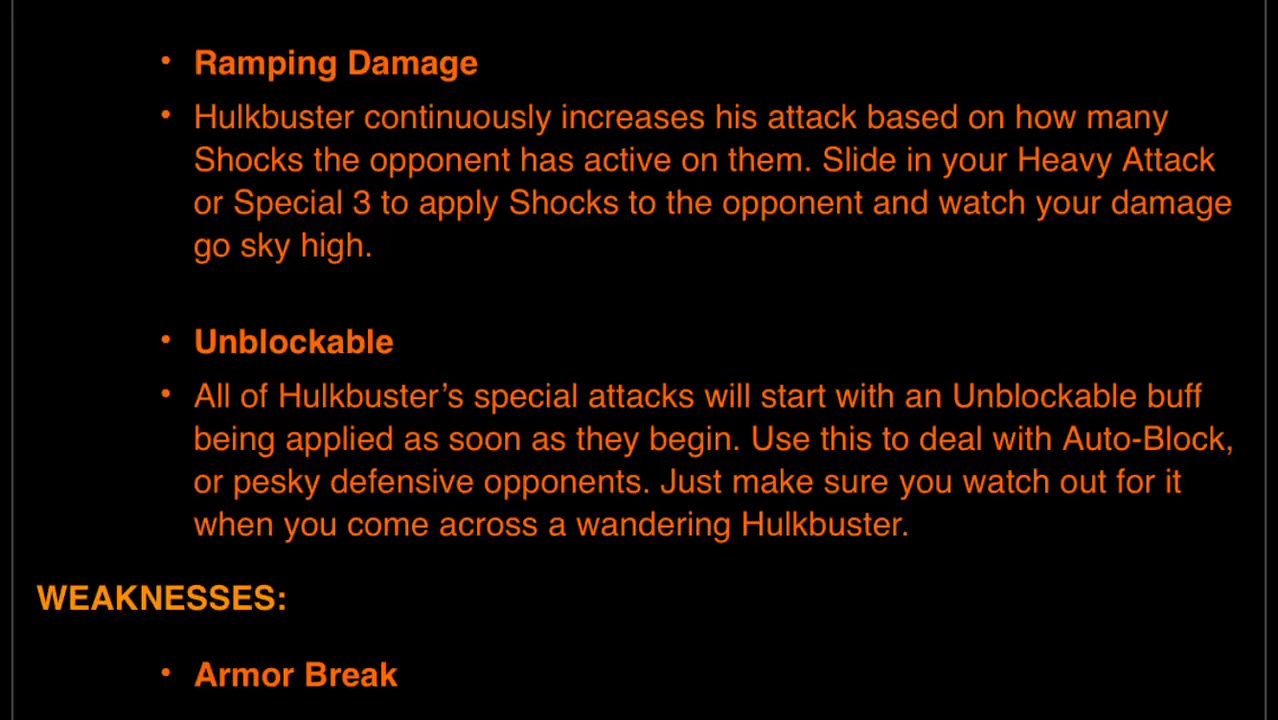 • Ramping Damage
• Hulkbuster continuously increases his attack based on how many
Shocks the opponent has active on them. Slide in your Heavy Attack
or Special 3 to apply Shocks to the opponent and watch your damage
go sky high.
• Unblockable
• All of Hulkbuster’s special attacks will start with an Unblockable buff
being applied as soon as they begin. Use this to deal with Auto-Block,
or pesky defensive opponents. Just make sure you watch out for it
when you come across a wandering Hulkbuster.
WEAKNESSES:
• Armor Break